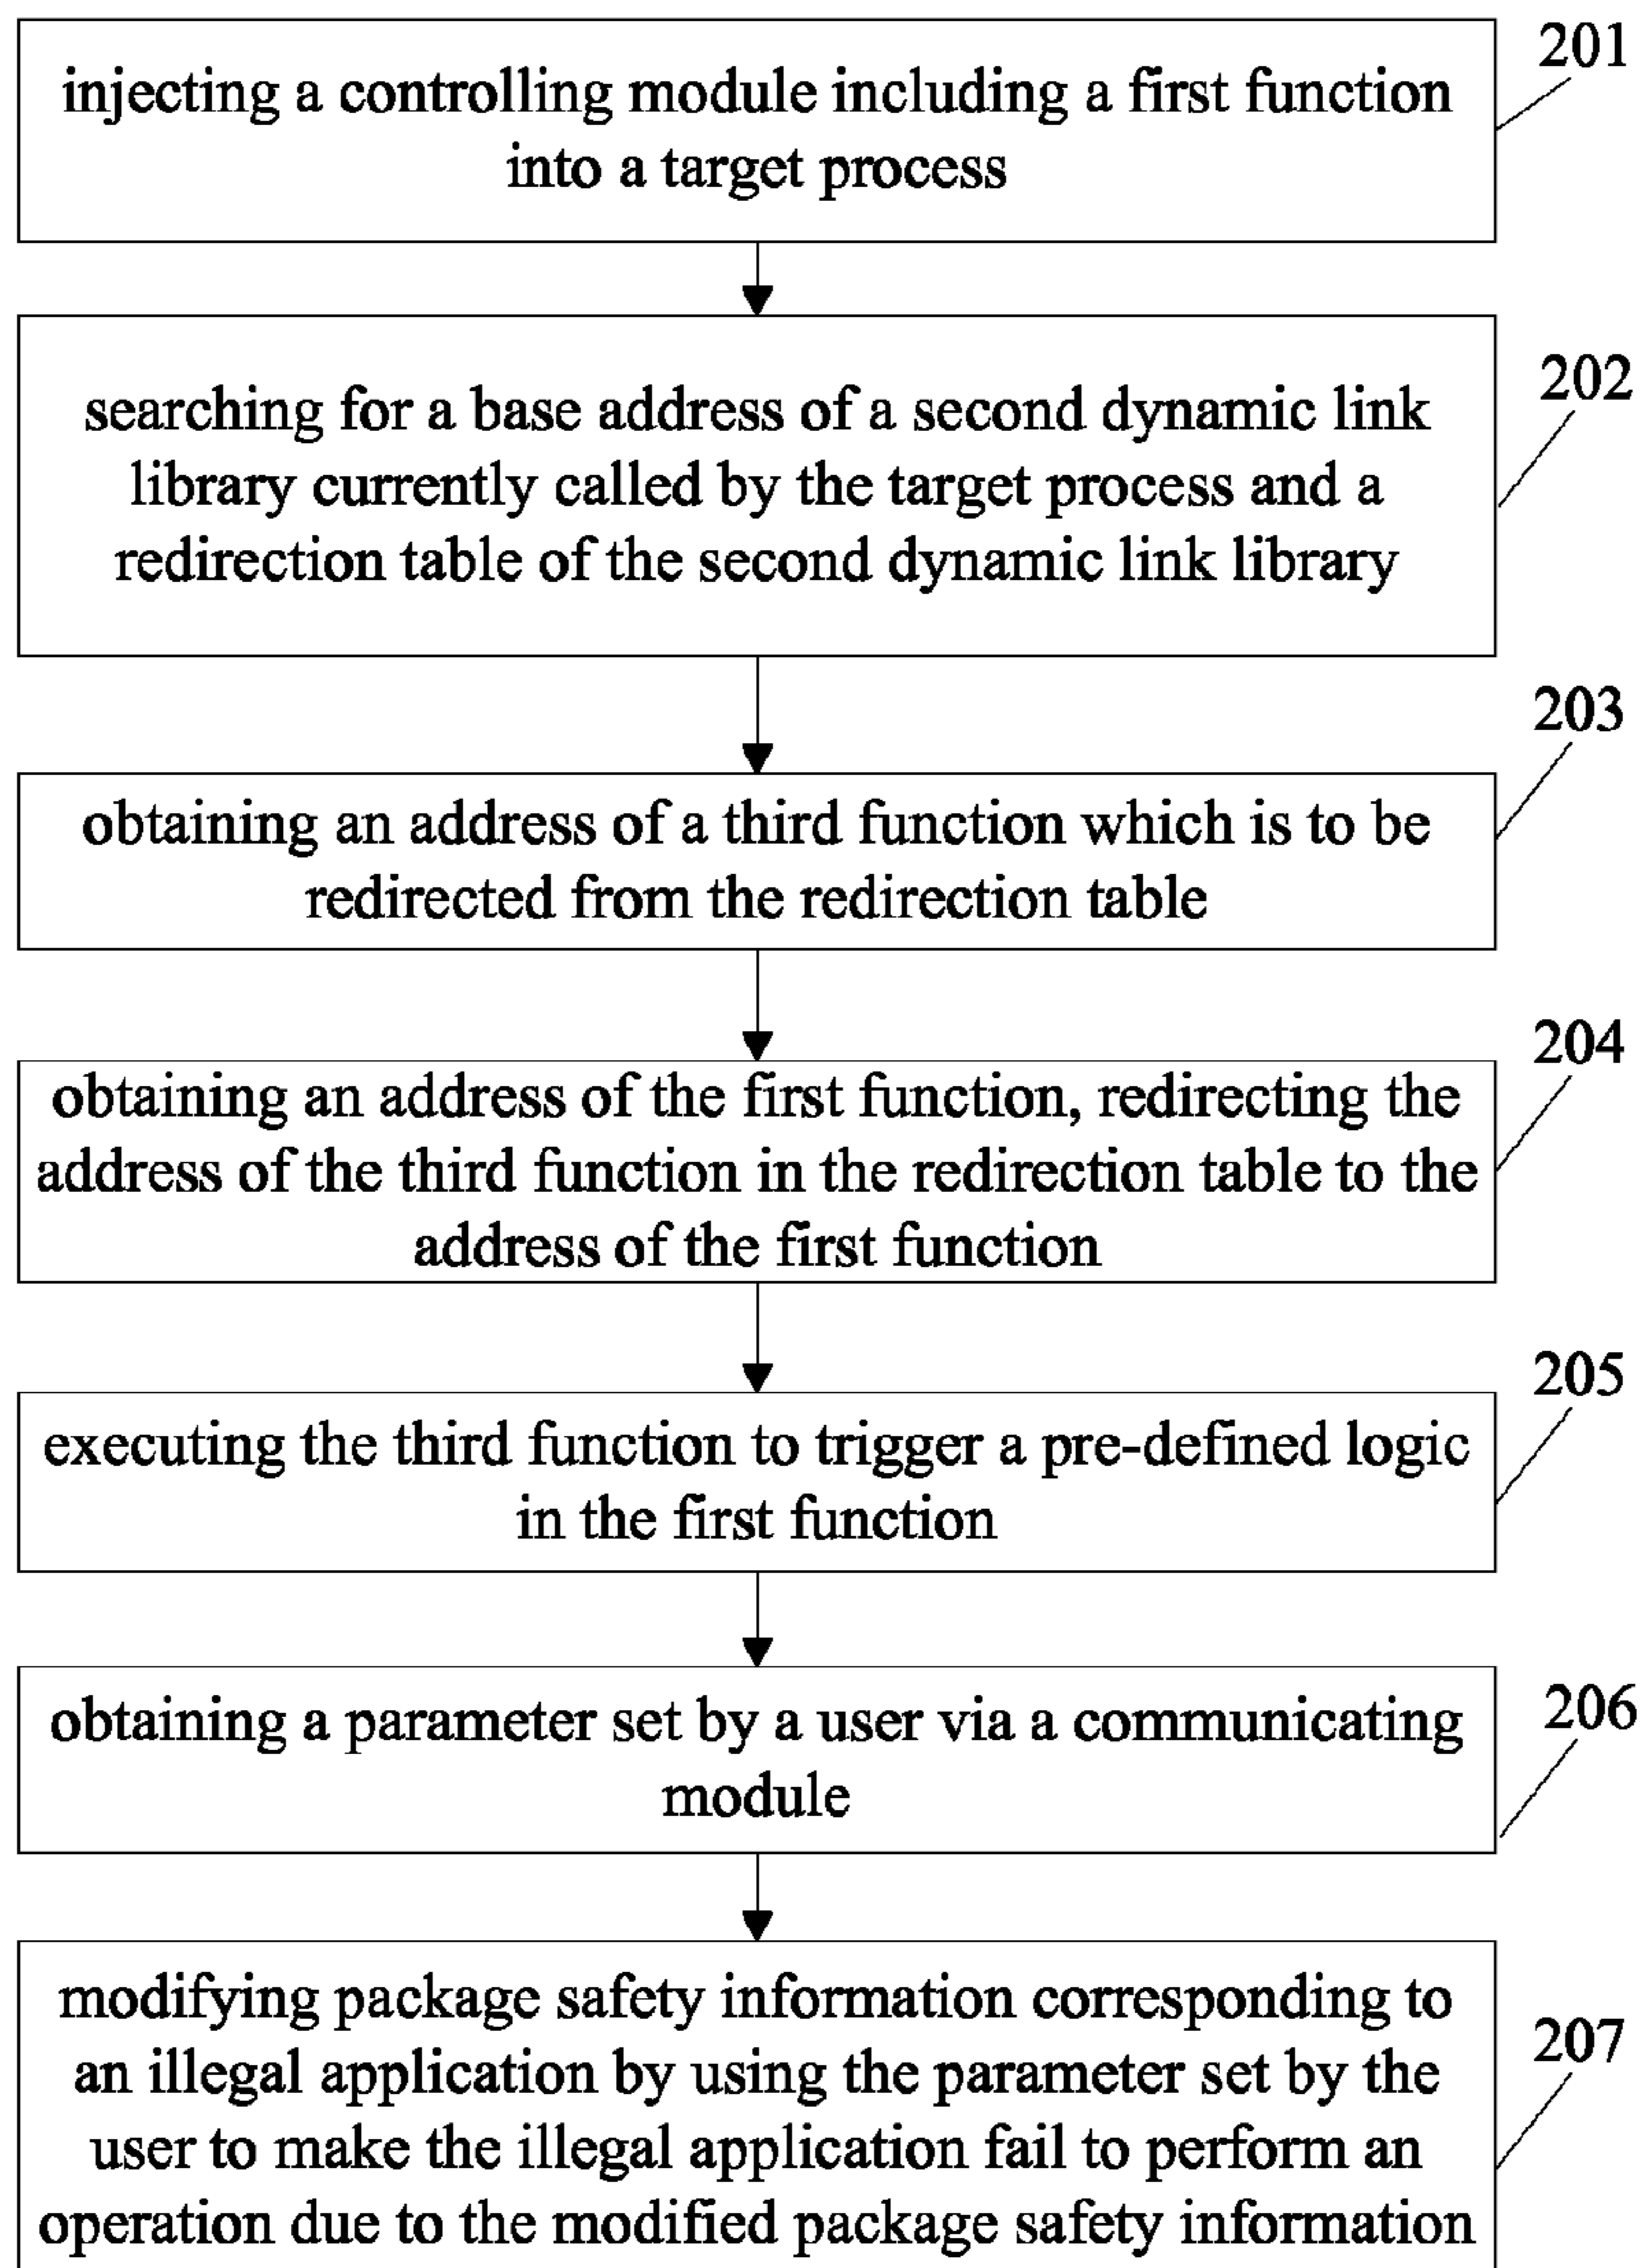 201
injecting a controlling module including a first function
into a target process
202
searching for a base address of a second dynamic link
library currently called by the target process and a
redirection table of the second dynamic link library
203
obtaining an address of a third function which is to be
redirected from the redirection table
204
obtaining an address of the first function, redirecting the
address of the third function in the redirection table to the
address of the first function
205
executing the third function to trigger a pre-defined logic
in the first function
206
obtaining a parameter set by a user via a communicating
module
207
modifying package safety information corresponding to
an illegal application by using the parameter set by the
user to make the illegal application fail to perform an
operation due to the modified package safety information